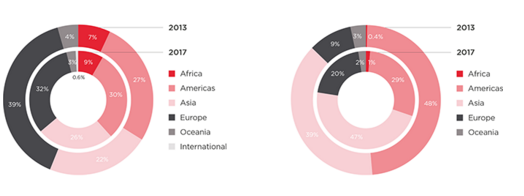 2013
2017
Africa
Americas
Asia
Europe
Oceania
International
4%
7%
27%
22%
39%
3%
9%
30%
26%
32%
0.6%
2013
2017
Africa
Americas
Asia
Europe
Oceania
3%
0.4%
48%
39%
9%
2%
1%
29%
47%
20%